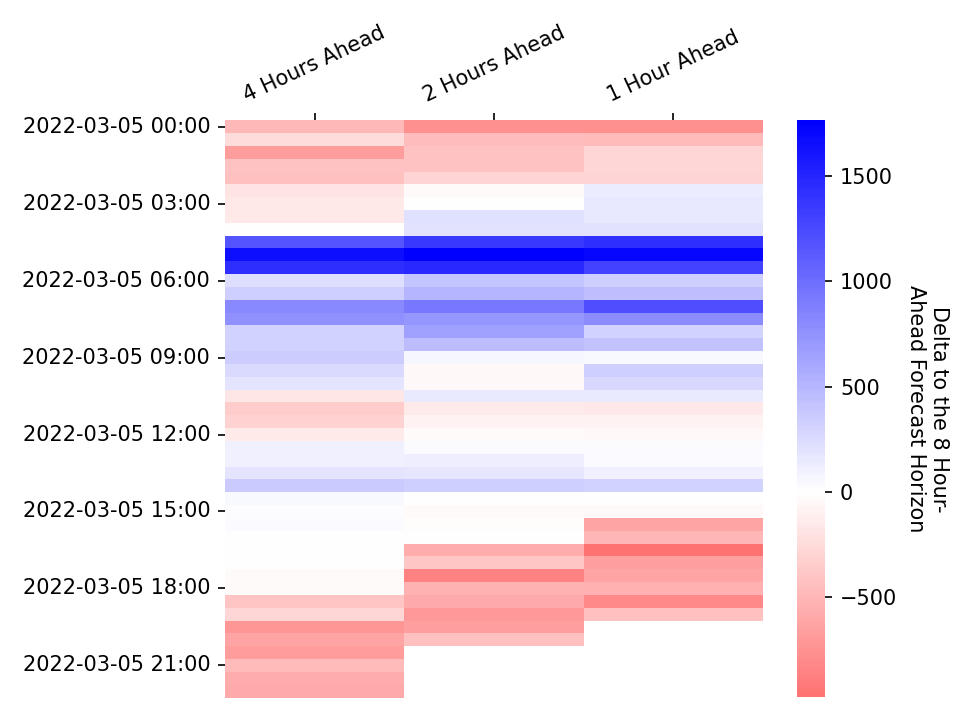 4 Hours Ahead
2 Hours Ahead
1 Hour Ahead
2022-03-05 00:00
2022-03-05 03:00
2022-03-05 06:00
2022-03-05 09:00
2022-03-05 12:00
2022-03-05 15:00
2022-03-05 18:00
2022-03-05 21:00
1500
1000
500
0
−500
Delta to the 8 Hour-
Ahead Forecast Horizon